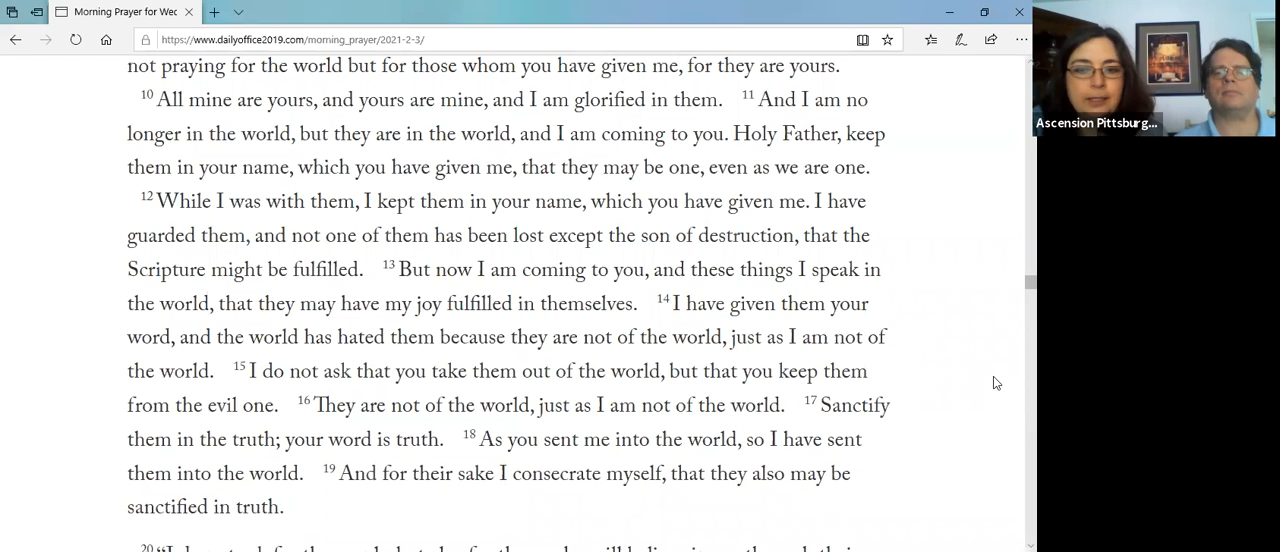 Morning Prayer for Wed
https://www.dailyoffice2019.com/morning_prayer/2021-2-3/
Ascension Pittsburg...
not praying for the world but for those whom you have given me, for they are yours.
10 All mine are yours, and yours are mine, and I am glorified in them. 11 And I am no
longer in the world, but they are in the world, and I am coming to you. Holy Father, keep
them in your name, which you have given me, that they may be one, even as we are one.
12 While I was with them, I kept them in your name, which you have given me. I have
guarded them, and not one of them has been lost except the son of destruction, that the
Scripture might be fulfilled. 13 But now I am coming to you, and these things I speak in
the world, that they may have my joy fulfilled in themselves. 14 I have given them your
word, and the world has hated them because they are not of the world, just as I am not of
the world. 15 I do not ask that you take them out of the world, but that you keep them
from the evil one. 16 They are not of the world, just as I am not of the world. 17 Sanctify
them in the truth; your word is truth. 18 As you sent me into the world, so I have sent
them into the world. 19 And for their sake I consecrate myself, that they also may be
sanctified in truth.